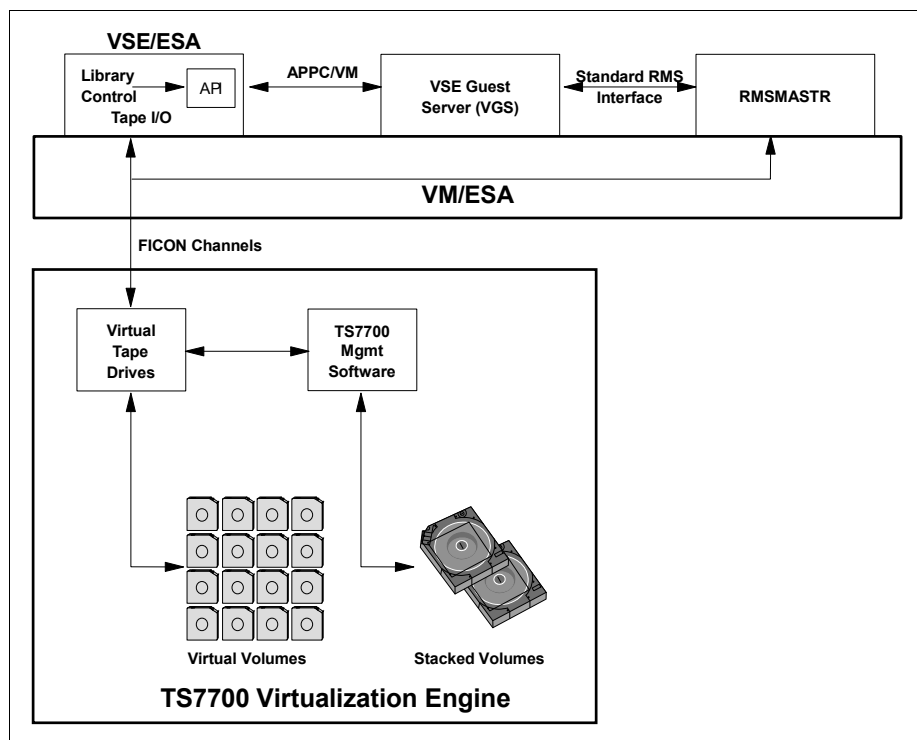 VSE/ESA
Library
Control
Tape I/O
API
APPC/VM
VSE Guest
Server (VGS)
Standard RMS
Interface
RMSMASTR
VM/ESA
FICON Channels
Virtual
Tape
Drives
TS7700
Mgmt
Software
Virtual Volumes
Stacked Volumes
TS7700 Virtualization Engine